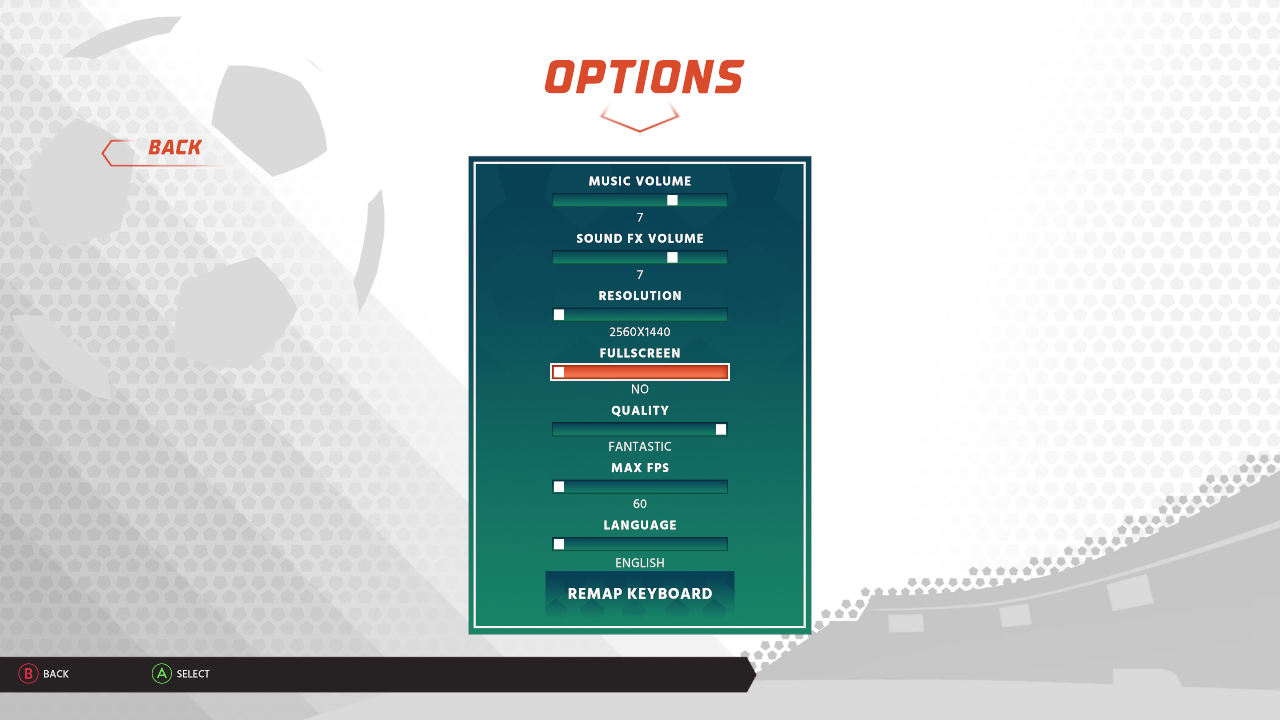 OPTIONS
BACK
MUSIC VOLUME
7
SOUND FX VOLUME
7
RESOLUTION
2560X1440
FULLSCREEN
NO
QUALITY
FANTASTIC
MAX FPS
60
LANGUAGE
ENGLISH
REMAP KEYBOARD
B BACK A SELECT